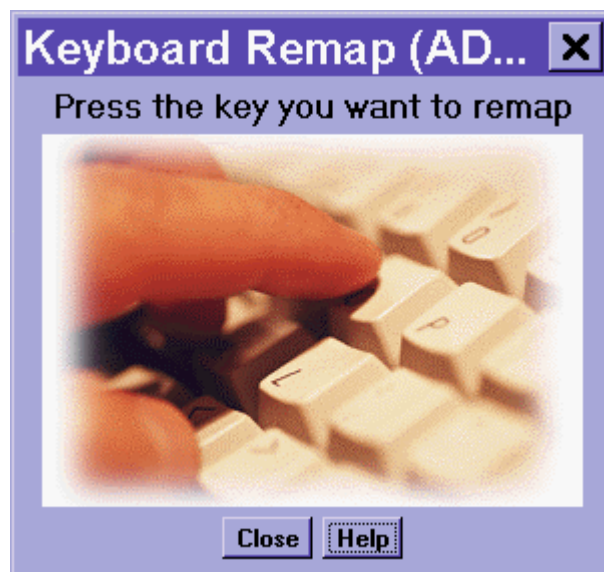 Keyboard Remap (AD...
Press the key you want to remap
P
L
Close Help